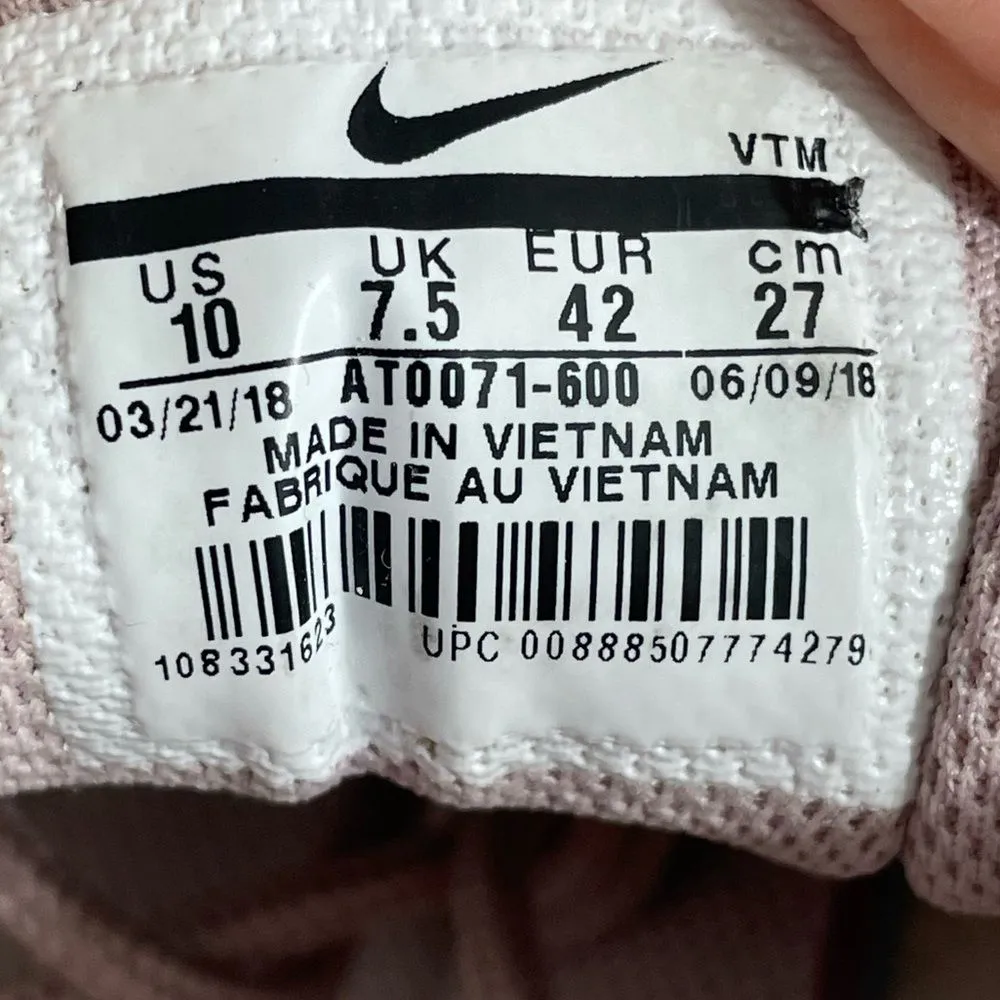 VTM
US UK EUR cm
10 7.5 42 27
03/21/18 AT0071-600 06/09/18
MADE IN VIETNAM
FABRIQUE AU VIETNAM
108331623 UPC 00888507774279